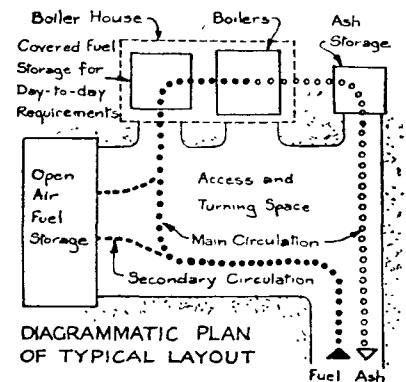 Boiler House
Boilers
Ash
Storage
Covered Fuel
Storage for
Day-to-day
Requirements
Open
Air
Fuel
Storage
Access and
Turning Space
Main Circulation
Secondary Circulation
DIAGRAMMATIC PLAN
OF TYPICAL LAYOUT
Fuel Ash